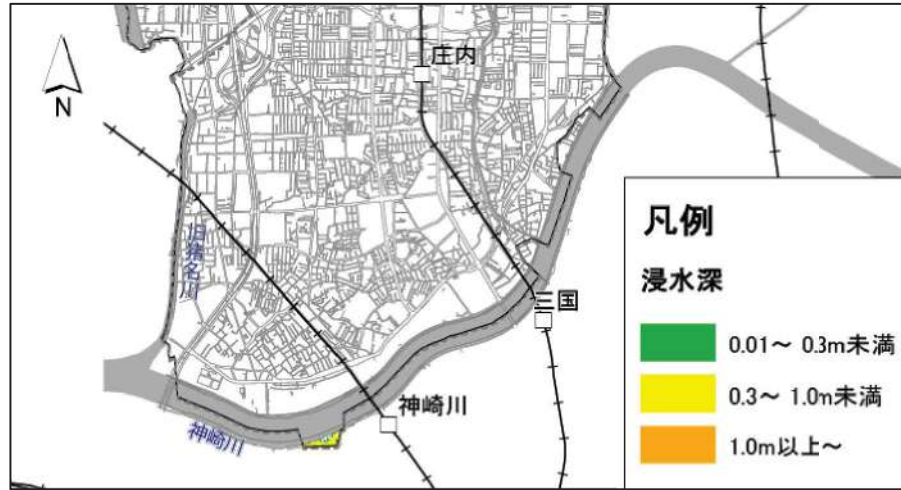 庄内
N
旧猪名川
三国
神崎川
神崎川
凡例
浸水深
0.01～ 0.3m未満
0.3～ 1.0m未満
1.0m以上～